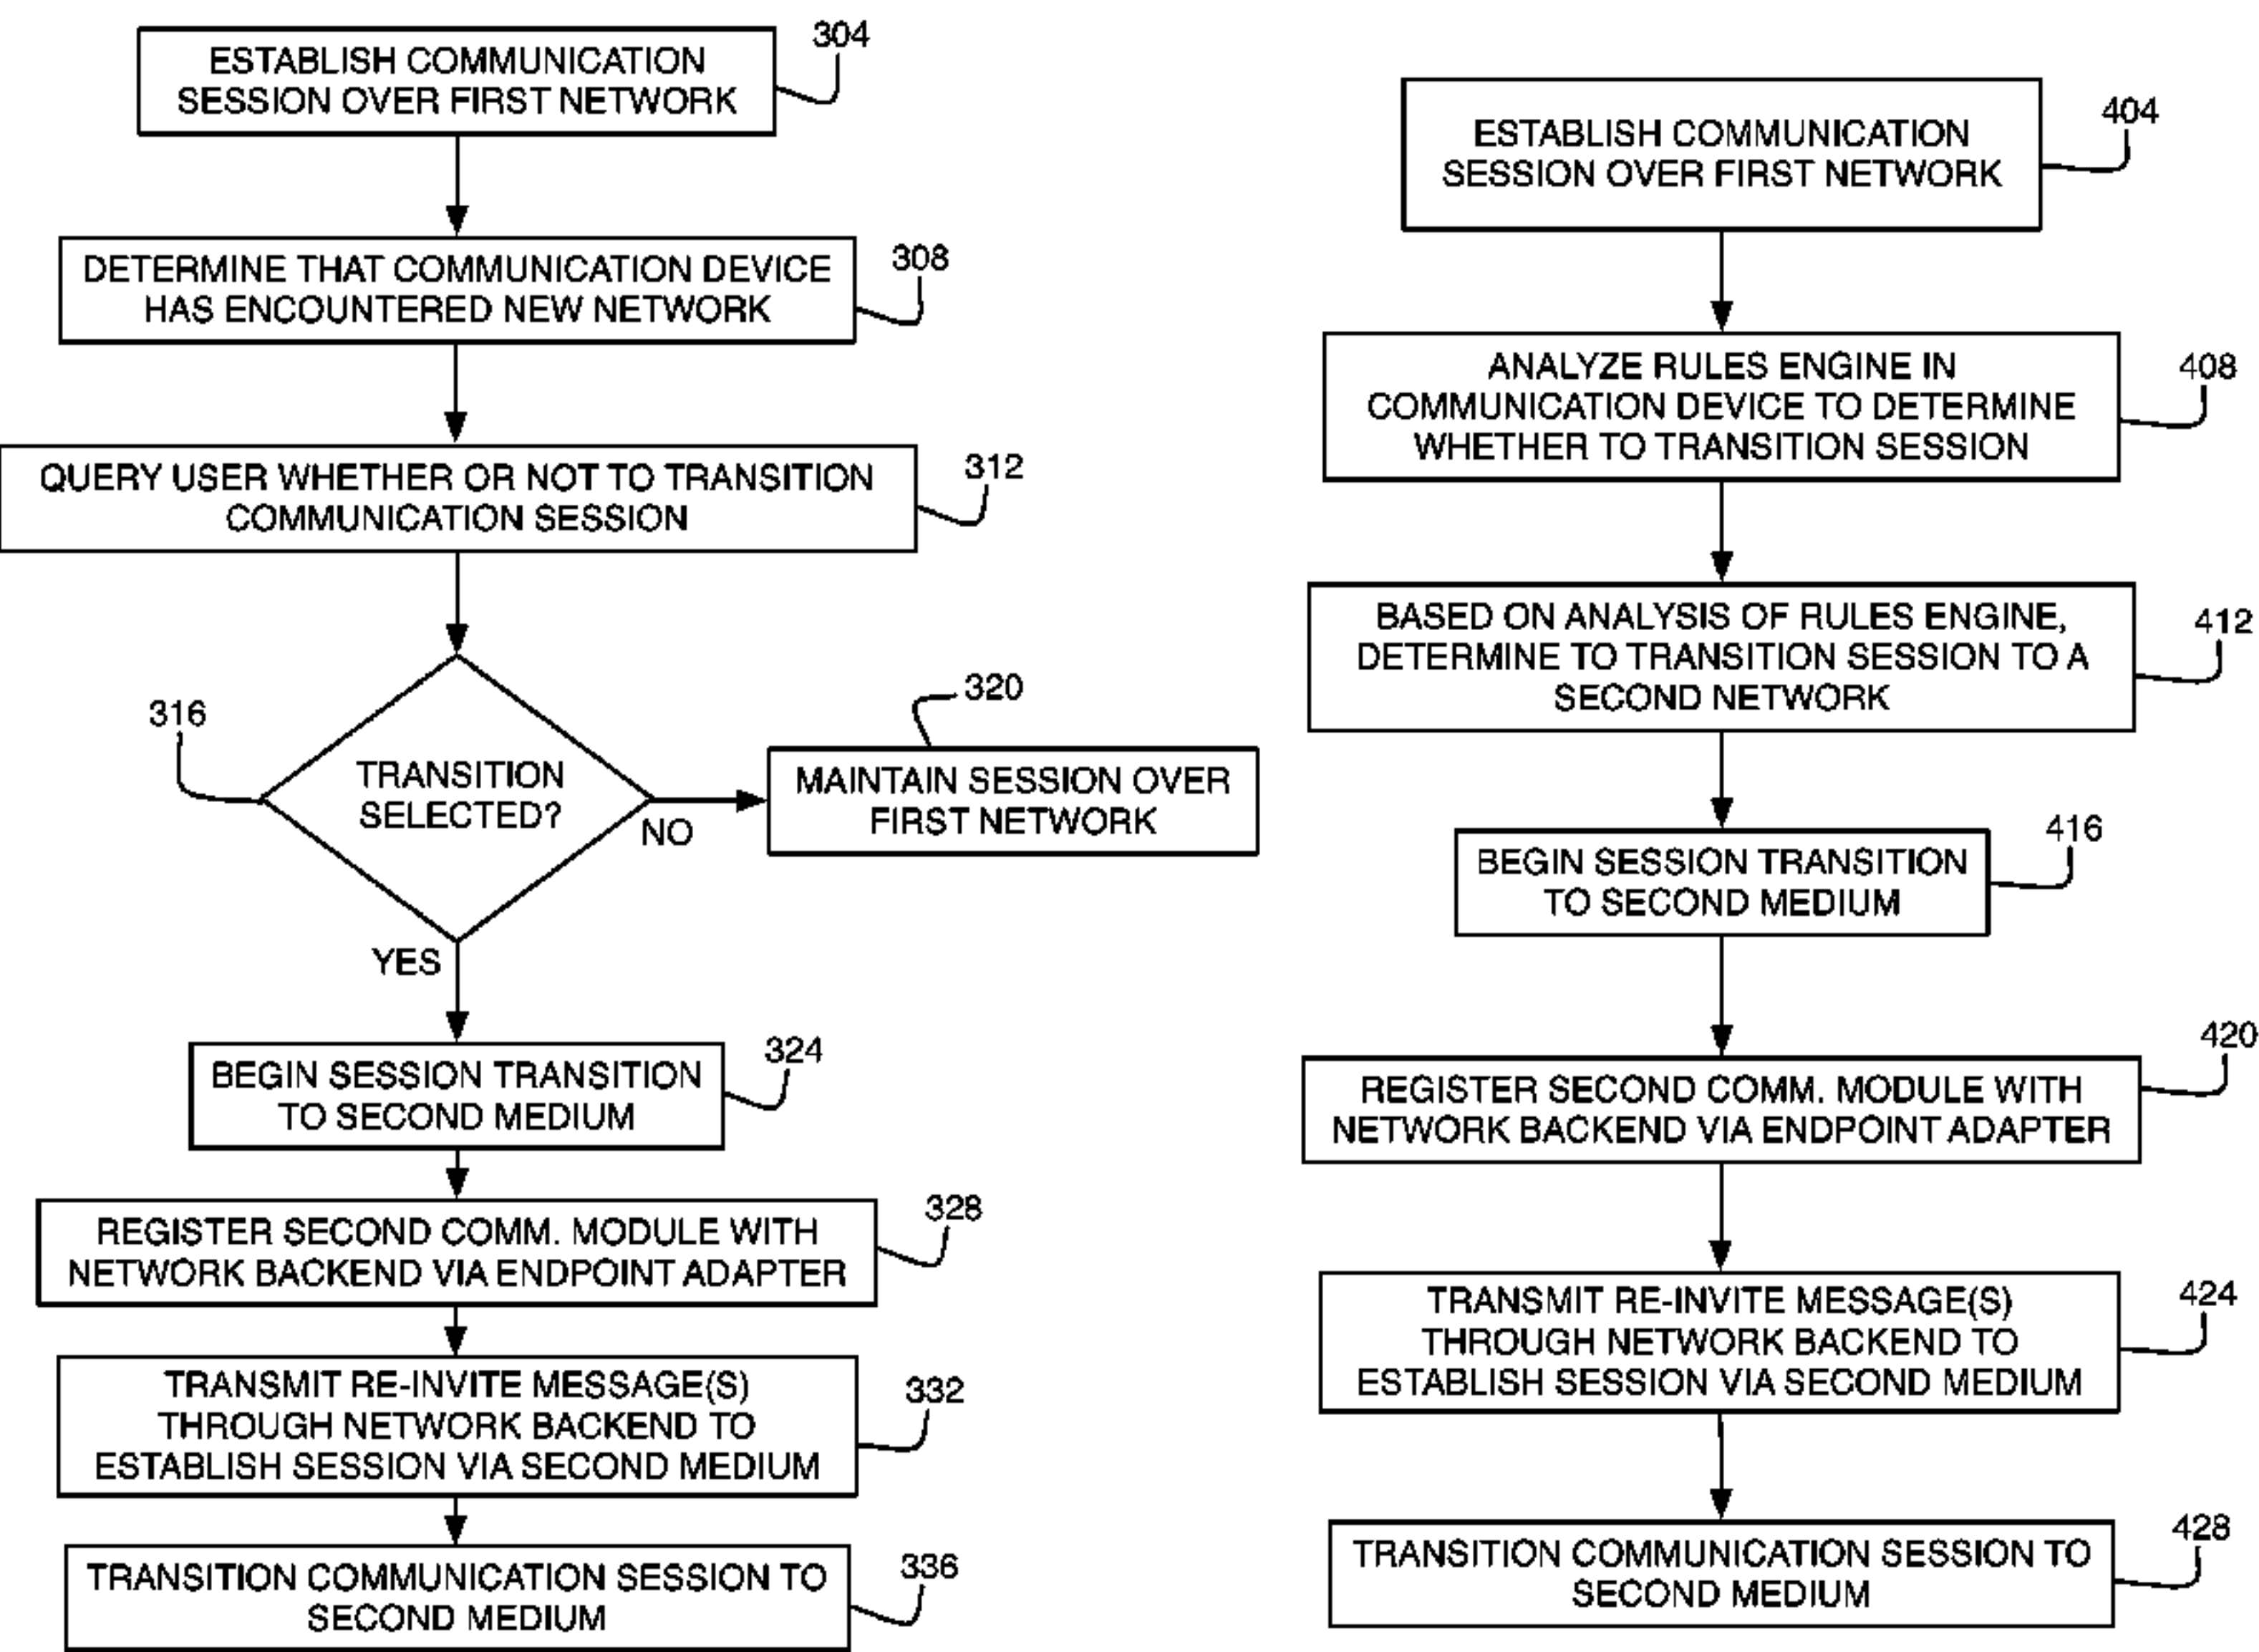 304
ESTABLISH COMMUNICATION
SESSION OVER FIRST NETWORK
308
DETERMINE THAT COMMUNICATION DEVICE
HAS ENCOUNTERED NEW NETWORK
312
QUERY USER WHETHER OR NOT TO TRANSITION
COMMUNICATION SESSION
316
TRANSITION
SELECTED?
NO
320
MAINTAIN SESSION OVER
FIRST NETWORK
YES
324
BEGIN SESSION TRANSITION
TO SECOND MEDIUM
328
REGISTER SECOND COMM. MODULE WITH
NETWORK BACKEND VIA ENDPOINT ADAPTER
332
TRANSMIT RE-INVITE MESSAGE(S)
THROUGH NETWORK BACKEND TO
ESTABLISH SESSION VIA SECOND MEDIUM
336
TRANSITION COMMUNICATION SESSION TO
SECOND MEDIUM
404
ESTABLISH COMMUNICATION
SESSION OVER FIRST NETWORK
408
ANALYZE RULES ENGINE IN
COMMUNICATION DEVICE TO DETERMINE
WHETHER TO TRANSITION SESSION
412
BASED ON ANALYSIS OF RULES ENGINE,
DETERMINE TO TRANSITION SESSION TO A
SECOND NETWORK
416
BEGIN SESSION TRANSITION
TO SECOND MEDIUM
420
REGISTER SECOND COMM. MODULE WITH
NETWORK BACKEND VIA ENDPOINT ADAPTER
424
TRANSMIT RE-INVITE MESSAGE(S)
THROUGH NETWORK BACKEND TO
ESTABLISH SESSION VIA SECOND MEDIUM
428
TRANSITION COMMUNICATION SESSION TO
SECOND MEDIUM